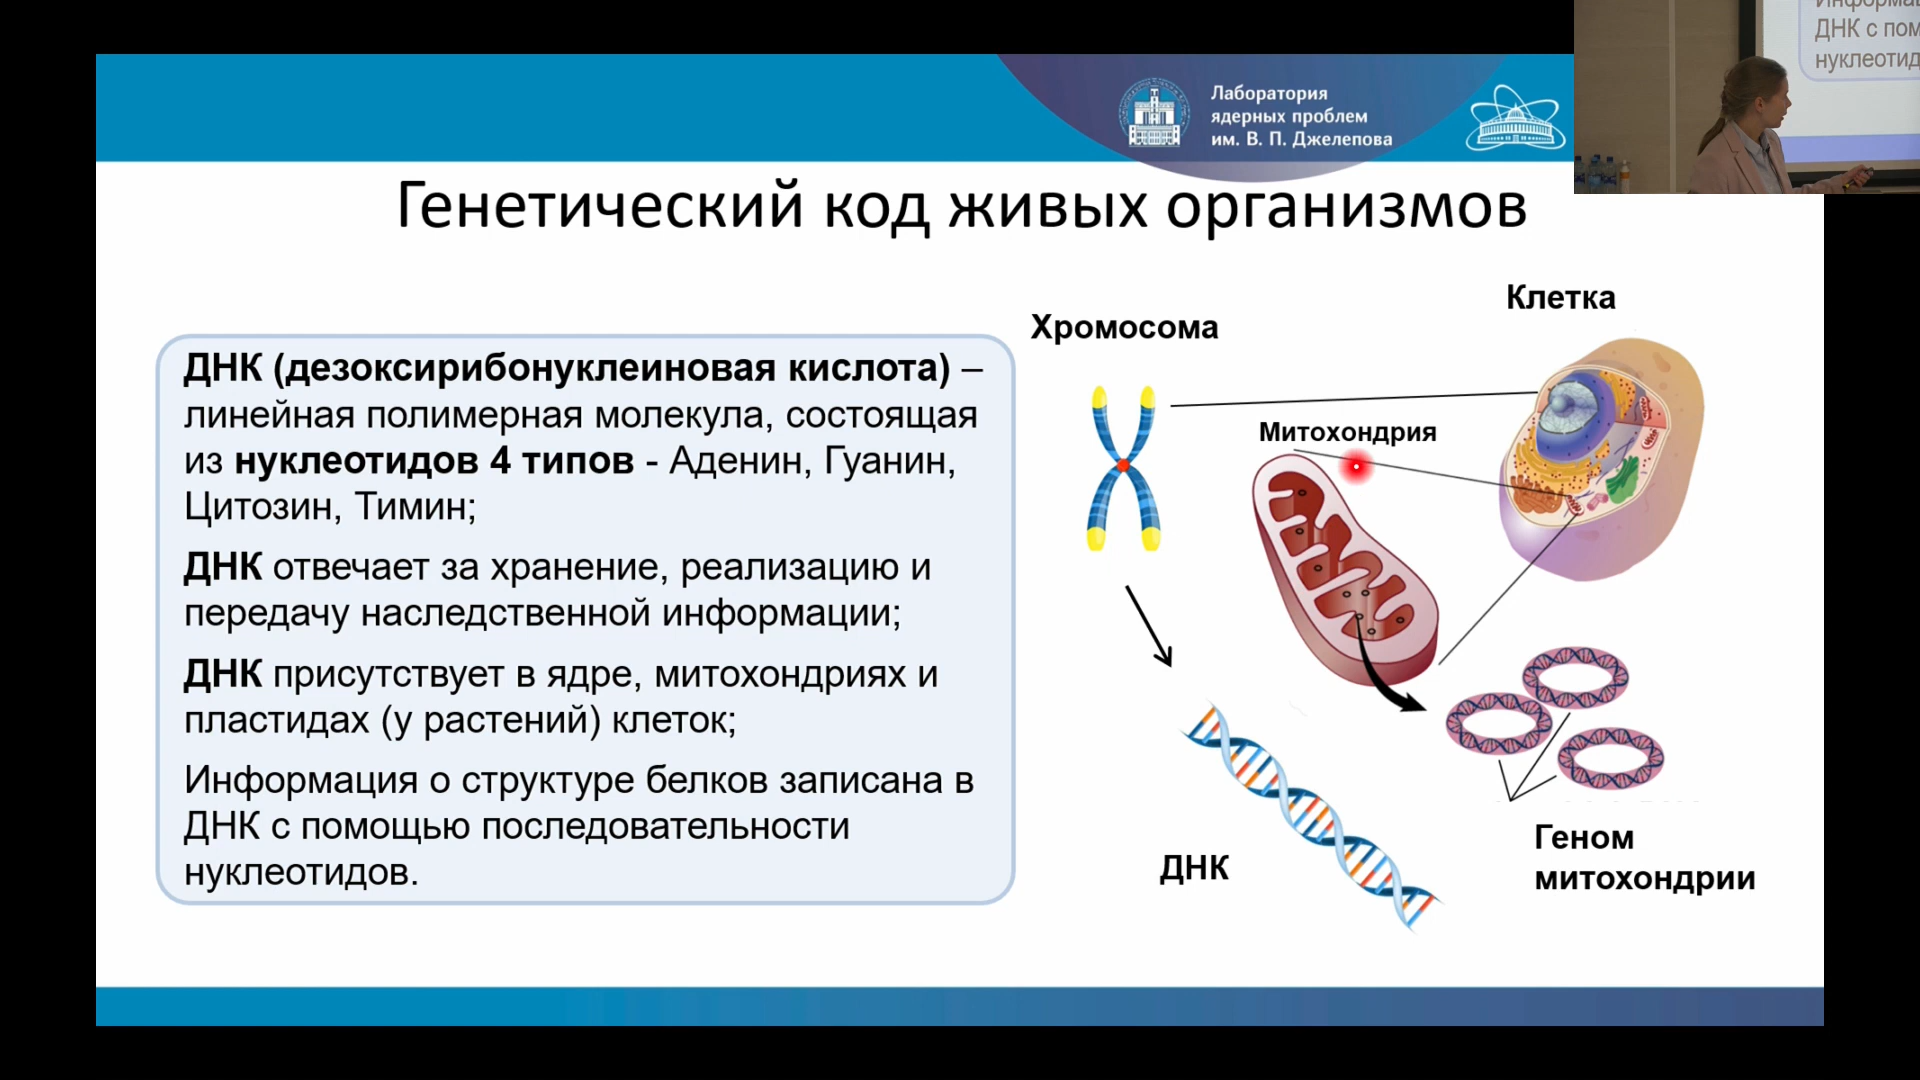 Лаборатория
ядерных проблем
им. В. П. Джелепова
ДНК с пом
нуклеотид
Генетический код живых организмов
ДНК (дезоксирибонуклеиновая кислота) –
линейная полимерная молекула, состоящая
из нуклеотидов 4 типов - Аденин, Гуанин,
Цитозин, Тимин;
ДНК отвечает за хранение, реализацию и
передачу наследственной информации;
ДНК присутствует в ядре, митохондриях и
пластидах (у растений) клеток;
Информация о структуре белков записана в
ДНК с помощью последовательности
нуклеотидов.
Хромосома
Клетка
Митохондрия
ДНК
Геном
митохондрии